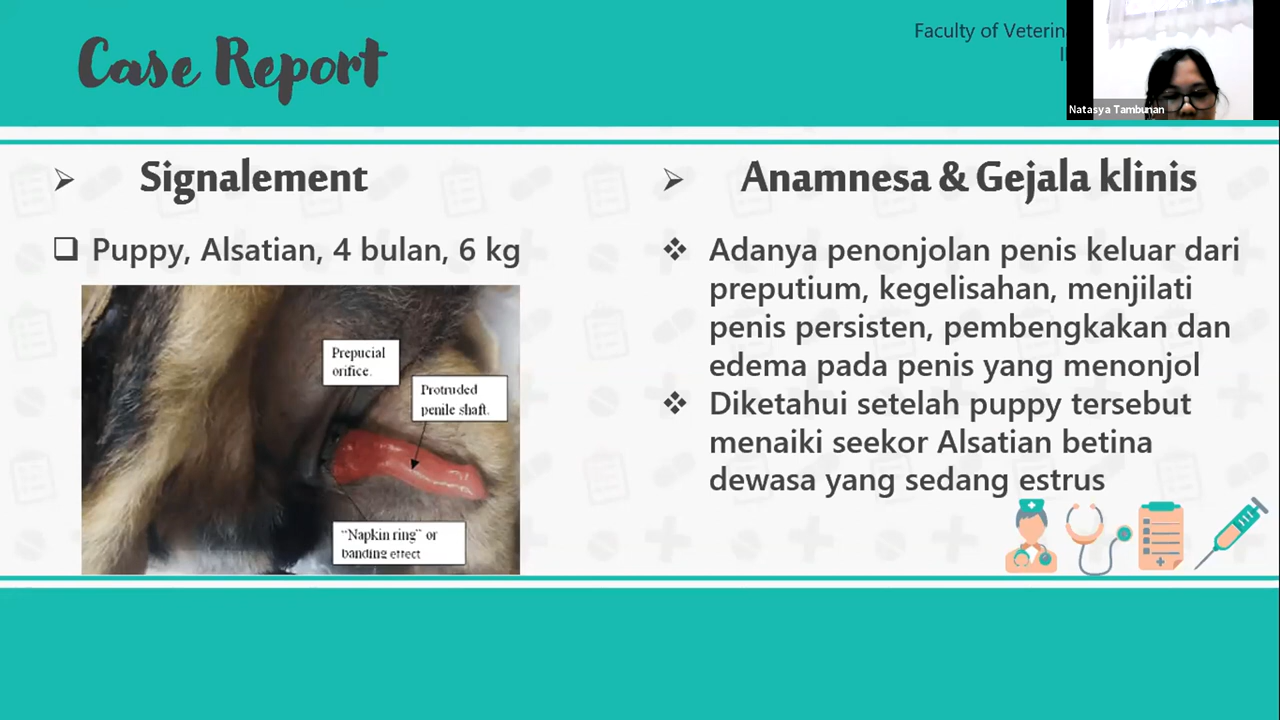 Case Report
Faculty of
Natasya Tambunan
Signalement
Puppy, Alsatian, 4 bulan, 6 kg
Prepucial
orifice.
Protruded
penile shaft.
“Napkin ring” or
banding effect
Anamnesa & Gejala klinis
Adanya penonjolan penis keluar dari
preputium, kegelisahan, menjilati
penis persisten, pembengkakan dan
edema pada penis yang menonjol
Diketahui setelah puppy tersebut
menaiki seekor Alsatian betina
dewasa yang sedang estrus